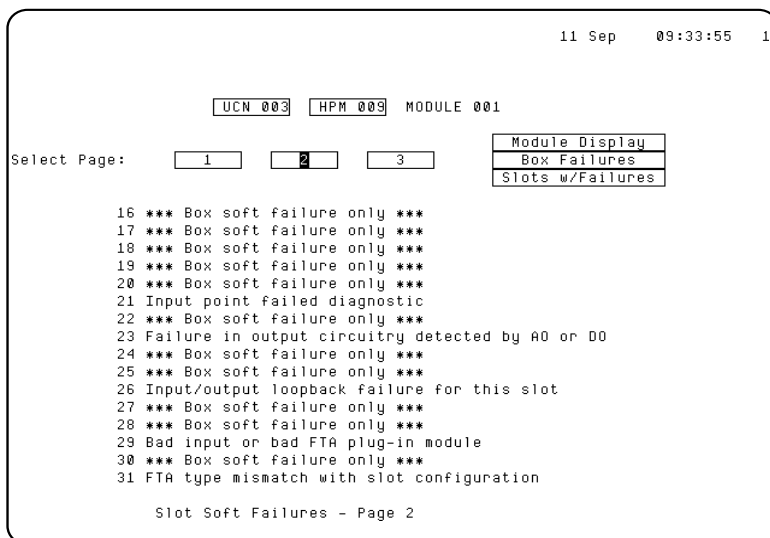 11 Sep 09:33:55 1
UCN 003 HPM 009 MODULE 001
Module Display
Select Page: 1 2 3 Box Failures
Slots w/Failures
16 *** Box soft failure only ***
17 *** Box soft failure only ***
18 *** Box soft failure only ***
19 *** Box soft failure only ***
20 *** Box soft failure only ***
21 Input point failed diagnostic
22 *** Box soft failure only ***
23 Failure in output circuitry detected by AO or DO
24 *** Box soft failure only ***
25 *** Box soft failure only ***
26 Input/output loopback failure for this slot
27 *** Box soft failure only ***
28 *** Box soft failure only ***
29 Bad input or bad FTA plug-in module
30 *** Box soft failure only ***
31 FTA type mismatch with slot configuration
Slot Soft Failures - Page 2